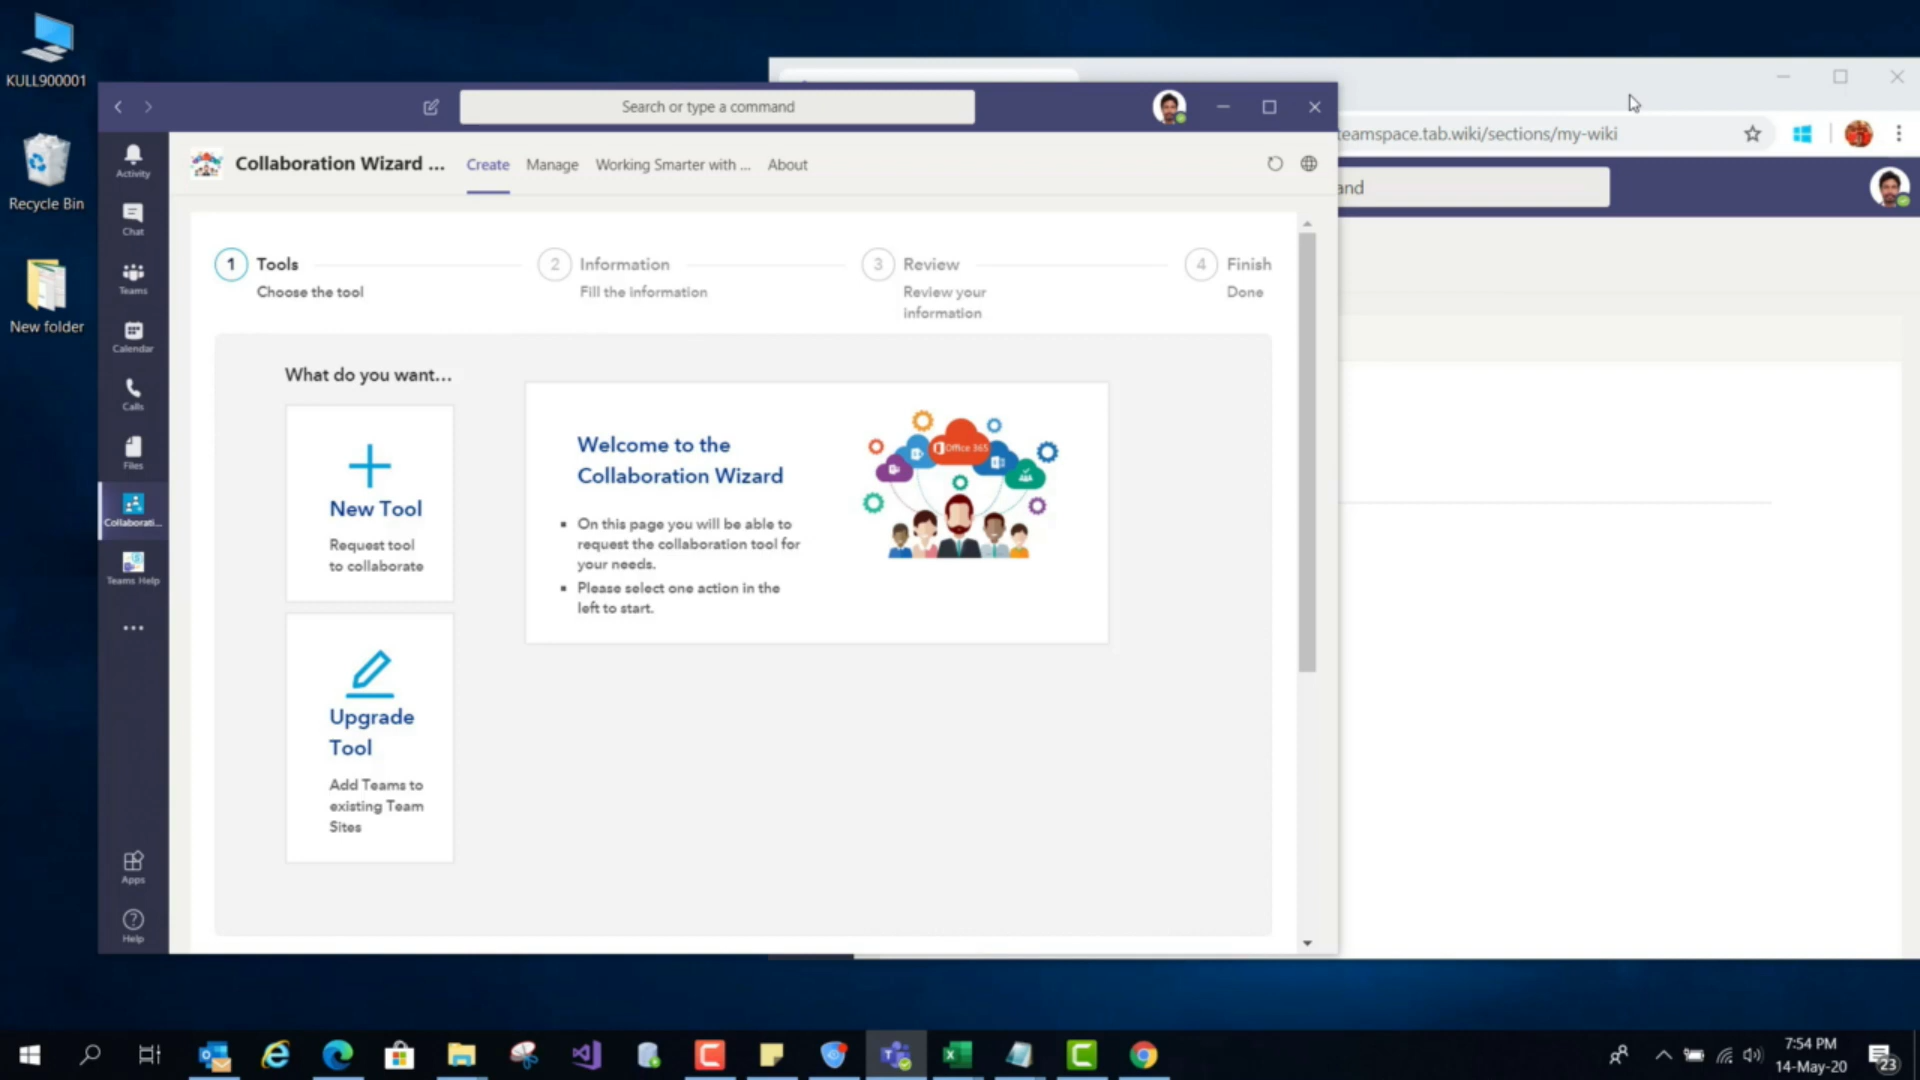 KULL900001
Recycle Bin
New folder
Search or type a command
Activity
Chat
Teams
Calendar
Calls
Files
Collaborati...
Teams Help
Apps
Help
Collaboration Wizard ...
Create
Manage
Working Smarter with ...
About
1 Tools
Choose the tool
2 Information
Fill the information
3 Review
Review your
information
4 Finish
Done
What do you want...
New Tool
Request tool
to collaborate
Upgrade
Tool
Add Teams to
existing Team
Sites
Welcome to the
Collaboration Wizard
▪ On this page you will be able to
request the collaboration tool for
your needs.
▪ Please select one action in the
left to start.
Office 365
teamspace.tab.wiki/sections/my-wiki
and
7:54 PM
14-May-20
23